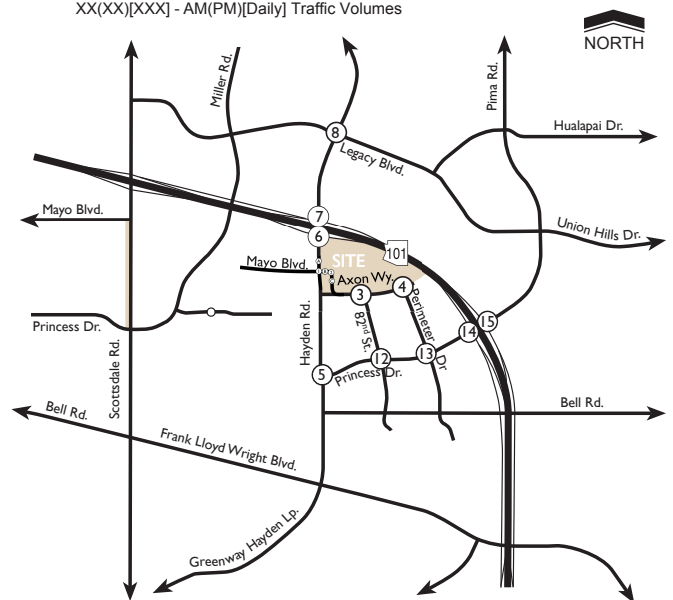 XX(XX)[XXX] - AM(PM)[Daily] Traffic Volumes
NORTH
Miller Rd.
Pima Rd.
Hualapai Dr.
8
Legacy Blvd.
Mayo Blvd.
7
6
Union Hills Dr.
101
SITE
Mayo Blvd.
Axon Wy.
3
4
Princess Dr.
Scottsdale Rd.
Hayden Rd.
82nd St.
Perimeter Dr
14
15
12
13
5
Princess Dr.
Bell Rd.
Bell Rd.
Frank Lloyd Wright Blvd.
Greenway Hayden Lp.